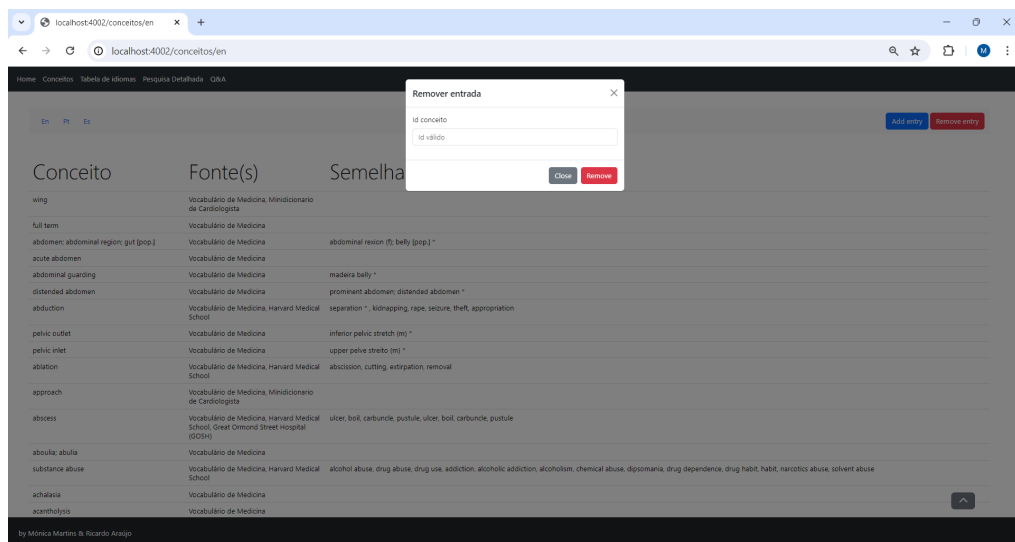 localhost:4002/conceitos/en
localhost:4002/conceitos/en
M
Home Conceitos Tabela de idiomas Pesquisa Detalhada Q&A
Remover entrada
Id conceito
Id válido
Close Remove
En Pt Es
Add entry Remove entry
Conceito Fonte(s) Semelha
wing Vocabulário de Medicina, Minidicionario
de Cardiologista
full term Vocabulário de Medicina
abdomen; abdominal region; gut [pop.] Vocabulário de Medicina abdominal rexion (f); belly [pop.] *
acute abdomen Vocabulário de Medicina
abdominal guarding Vocabulário de Medicina madeira belly *
distended abdomen Vocabulário de Medicina prominent abdomen; distended abdomen *
abduction Vocabulário de Medicina, Harvard Medical separation * , kidnapping, rape, seizure, theft, appropriation
School
pelvic outlet Vocabulário de Medicina inferior pelvic stretch (m) *
pelvic inlet Vocabulário de Medicina upper pelve streito (m) *
ablation Vocabulário de Medicina, Harvard Medical abscission, cutting, extirpation, removal
School
approach Vocabulário de Medicina, Minidicionario
de Cardiologista
abscess Vocabulário de Medicina, Harvard Medical ulcer, boil, carbuncle, pustule, ulcer, boil, carbuncle, pustule
School, Great Ormond Street Hospital
(GOSH)
aboulia; abulia Vocabulário de Medicina
substance abuse Vocabulário de Medicina, Harvard Medical alcohol abuse, drug abuse, drug use, addiction, alcoholic addiction, alcoholism, chemical abuse, dipsomania, drug dependence, drug habit, habit, narcotics abuse, solvent abuse
School
achalasia Vocabulário de Medicina
acantholysis Vocabulário de Medicina
by Mónica Martins & Ricardo Araújo